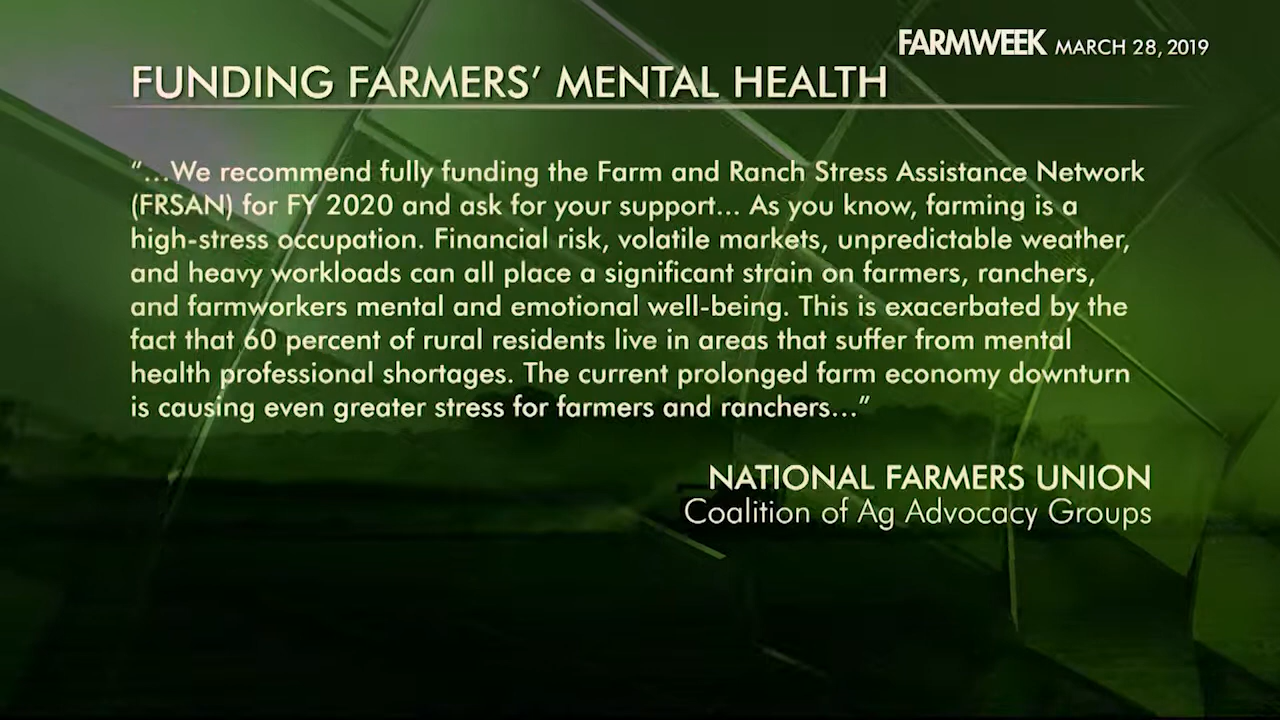 FARMWEEK MARCH 28, 2019
FUNDING FARMERS’ MENTAL HEALTH
“…We recommend fully funding the Farm and Ranch Stress Assistance Network
(FRSAN) for FY 2020 and ask for your support… As you know, farming is a
high-stress occupation. Financial risk, volatile markets, unpredictable weather,
and heavy workloads can all place a significant strain on farmers, ranchers,
and farmworkers mental and emotional well-being. This is exacerbated by the
fact that 60 percent of rural residents live in areas that suffer from mental
health professional shortages. The current prolonged farm economy downturn
is causing even greater stress for farmers and ranchers…”
NATIONAL FARMERS UNION
Coalition of Ag Advocacy Groups